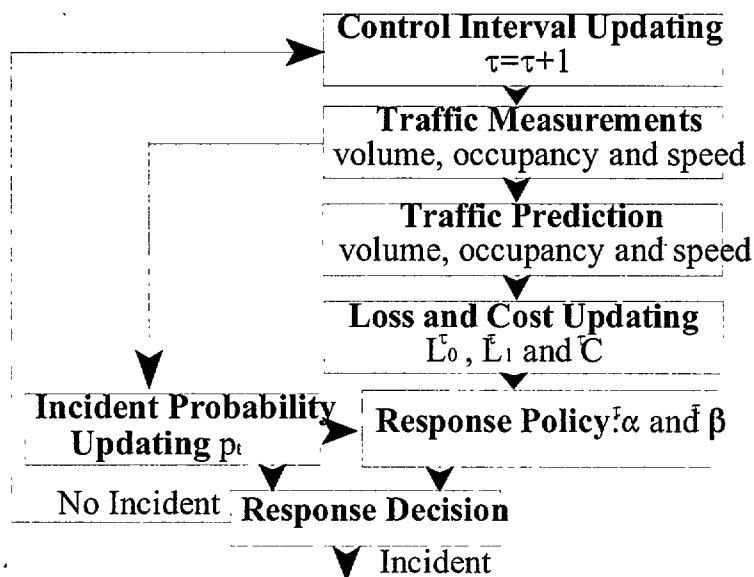 Control Interval Updating
τ=τ+1
Traffic Measurements
volume, occupancy and speed
Traffic Prediction
volume, occupancy and speed
Loss and Cost Updating
L₀^τ , L₁^τ and C^τ
Incident Probability
Updating pₜ
Response Policy: α^τ and β^τ
No Incident
Response Decision
Incident